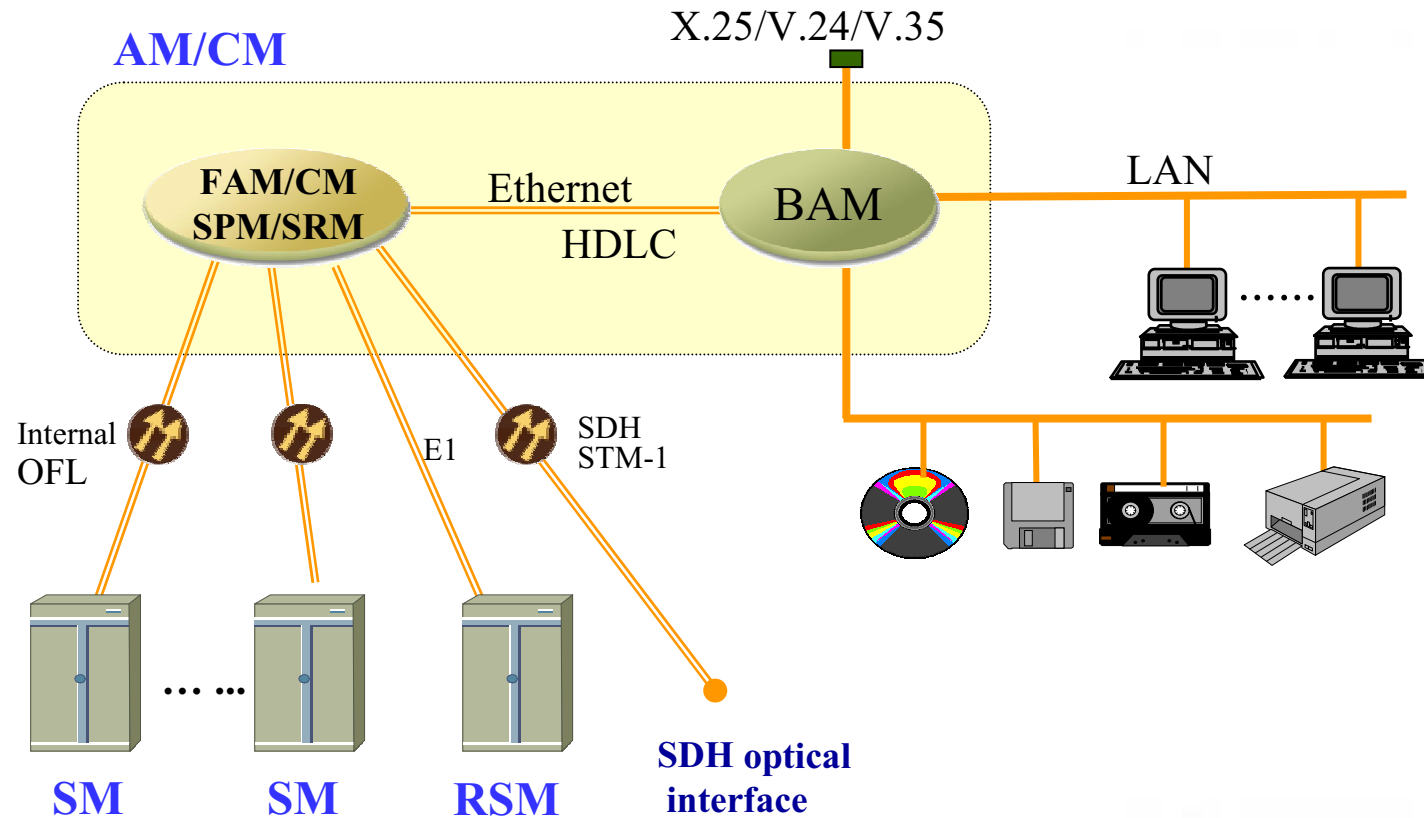 X.25/V.24/V.35
AM/CM
FAM/CM
SPM/SRM
Ethernet
HDLC
BAM
LAN
......
Internal
OFL
E1
SDH
STM-1
... ...
SM
SM
RSM
SDH optical
interface